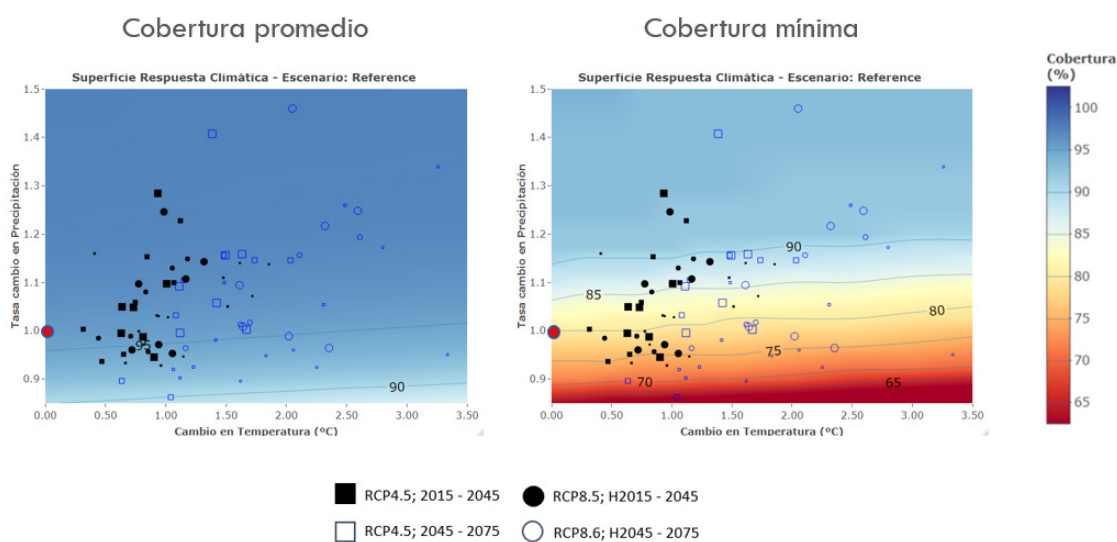 Cobertura promedio
Cobertura mínima
Superficie Respuesta Climática - Escenario: Reference
Superficie Respuesta Climática - Escenario: Reference
Cobertura
(%)
Tasa cambio en Precipitación
1.5
1.4
1.3
1.2
1.1
1.0
0.9
95
90
0.00 0.50 1.00 1.50 2.00 2.50 3.00 3.50
Cambio en Temperatura (ºC)
Tasa cambio en Precipitación
1.5
1.4
1.3
1.2
1.1
1.0
0.9
90
85
80
75
70
65
0.00 0.50 1.00 1.50 2.00 2.50 3.00 3.50
Cambio en Temperatura (ºC)
100
95
90
85
80
75
70
65
RCP4.5; 2015 - 2045
RCP8.5; H2015 - 2045
RCP4.5; 2045 - 2075
RCP8.6; H2045 - 2075